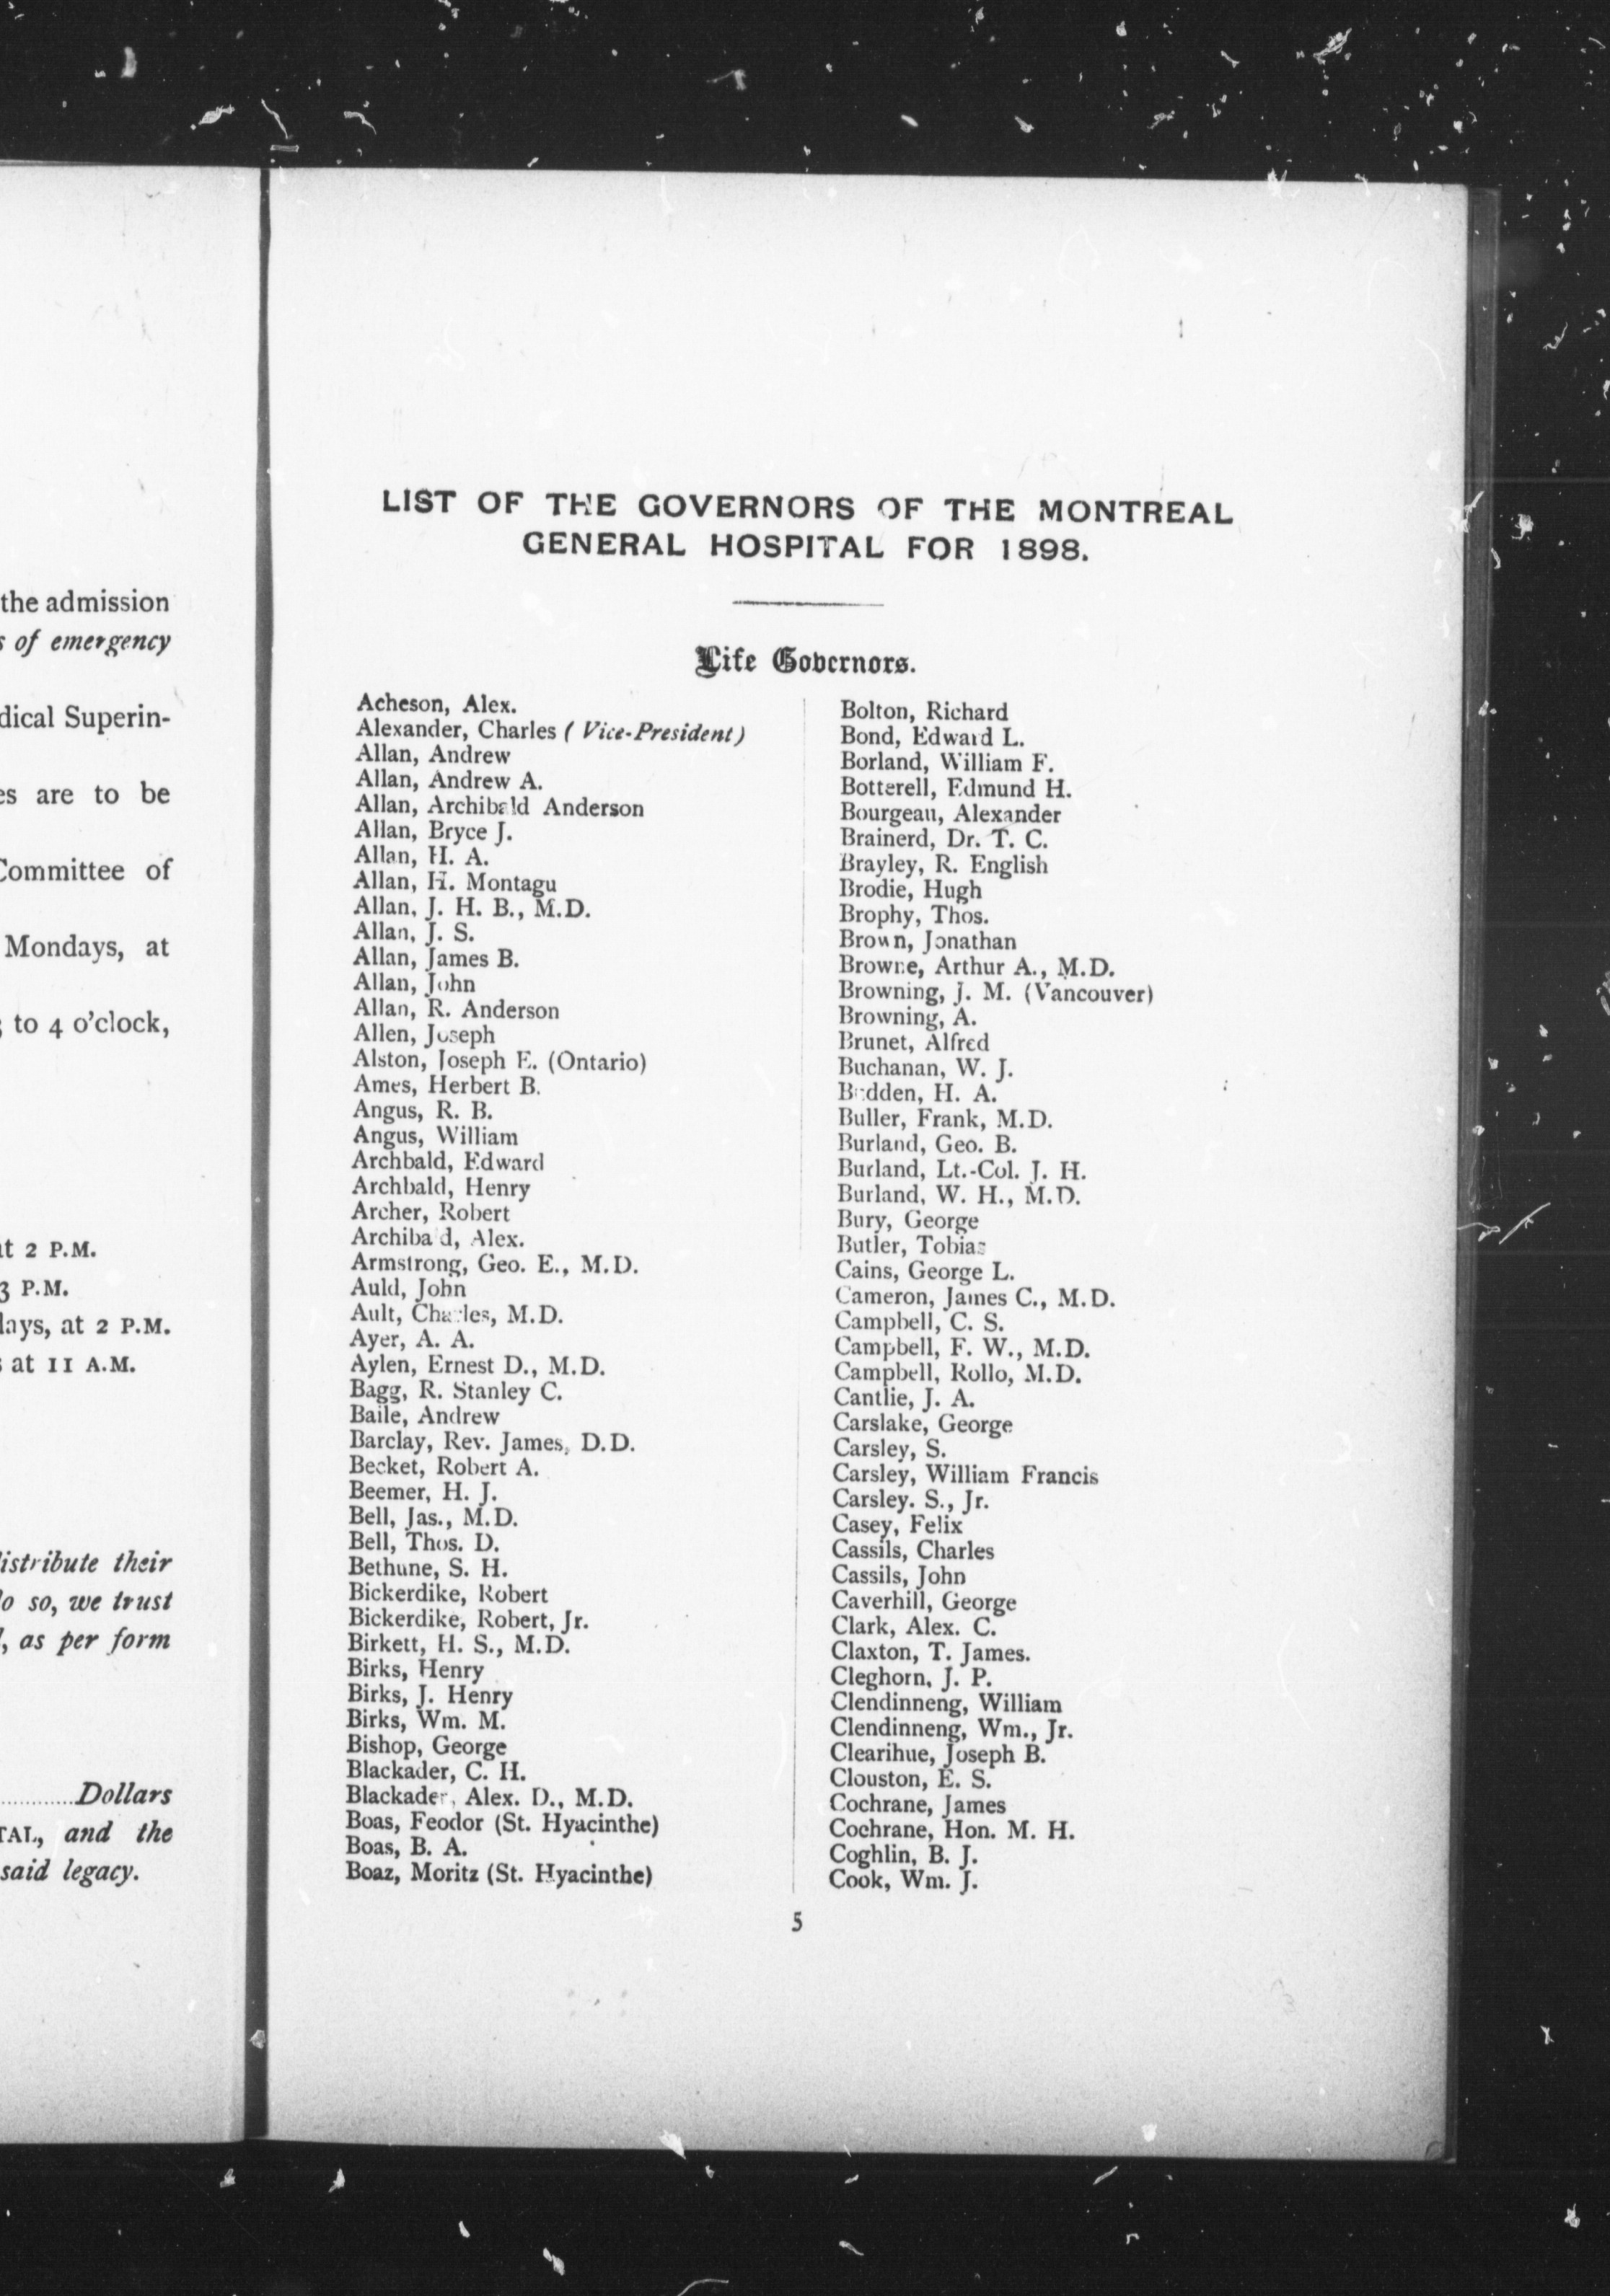 the admission
s of emergency
dical Superin-
es are to be
Committee of
Mondays, at
3 to 4 o'clock,
at 2 P.M.
3 P.M.
days, at 2 P.M.
s at 11 A.M.
distribute their
do so, we trust
, as per form
............Dollars
TAL, and the
said legacy.
LIST OF THE GOVERNORS OF THE MONTREAL
GENERAL HOSPITAL FOR 1898.
Life Governors.
Acheson, Alex.
Alexander, Charles (Vice-President)
Allan, Andrew
Allan, Andrew A.
Allan, Archibald Anderson
Allan, Bryce J.
Allan, H. A.
Allan, H. Montagu
Allan, J. H. B., M.D.
Allan, J. S.
Allan, James B.
Allan, John
Allan, R. Anderson
Allen, Joseph
Alston, Joseph E. (Ontario)
Ames, Herbert B.
Angus, R. B.
Angus, William
Archbald, Edward
Archbald, Henry
Archer, Robert
Archibald, Alex.
Armstrong, Geo. E., M.D.
Auld, John
Ault, Charles, M.D.
Ayer, A. A.
Aylen, Ernest D., M.D.
Bagg, R. Stanley C.
Baile, Andrew
Barclay, Rev. James, D.D.
Becket, Robert A.
Beemer, H. J.
Bell, Jas., M.D.
Bell, Thos. D.
Bethune, S. H.
Bickerdike, Robert
Bickerdike, Robert, Jr.
Birkett, H. S., M.D.
Birks, Henry
Birks, J. Henry
Birks, Wm. M.
Bishop, George
Blackader, C. H.
Blackader, Alex. D., M.D.
Boas, Feodor (St. Hyacinthe)
Boas, B. A.
Boaz, Moritz (St. Hyacinthe)
Bolton, Richard
Bond, Edward L.
Borland, William F.
Botterell, Edmund H.
Bourgeau, Alexander
Brainerd, Dr. T. C.
Brayley, R. English
Brodie, Hugh
Brophy, Thos.
Brown, Jonathan
Browne, Arthur A., M.D.
Browning, J. M. (Vancouver)
Browning, A.
Brunet, Alfred
Buchanan, W. J.
Budden, H. A.
Buller, Frank, M.D.
Burland, Geo. B.
Burland, Lt.-Col. J. H.
Burland, W. H., M.D.
Bury, George
Butler, Tobias
Cains, George L.
Cameron, James C., M.D.
Campbell, C. S.
Campbell, F. W., M.D.
Campbell, Rollo, M.D.
Cantlie, J. A.
Carslake, George
Carsley, S.
Carsley, William Francis
Carsley. S., Jr.
Casey, Felix
Cassils, Charles
Cassils, John
Caverhill, George
Clark, Alex. C.
Claxton, T. James.
Cleghorn, J. P.
Clendinneng, William
Clendinneng, Wm., Jr.
Clearihue, Joseph B.
Clouston, E. S.
Cochrane, James
Cochrane, Hon. M. H.
Coghlin, B. J.
Cook, Wm. J.
5